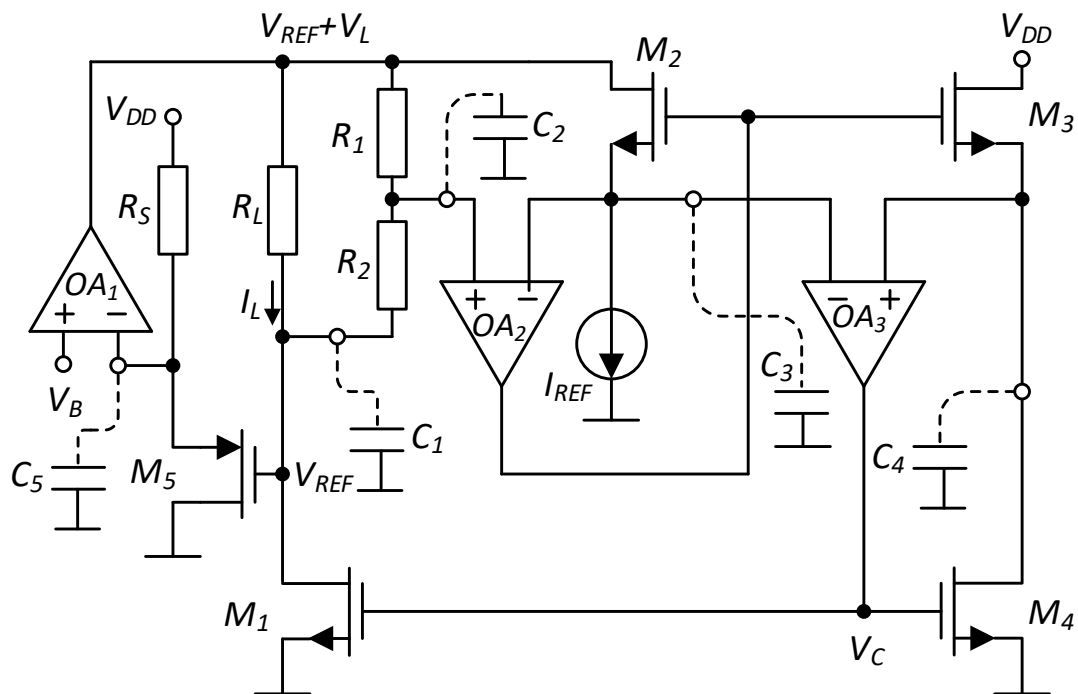 V_REF+V_L
V_DD
M_2
V_DD
R_1
C_2
M_3
R_S
R_L
R_2
OA_1
+ −
I_L
+ −
OA_2
− +
OA_3
V_B
I_REF
C_3
C_1
C_4
C_5
M_5
V_REF
M_1
V_C
M_4